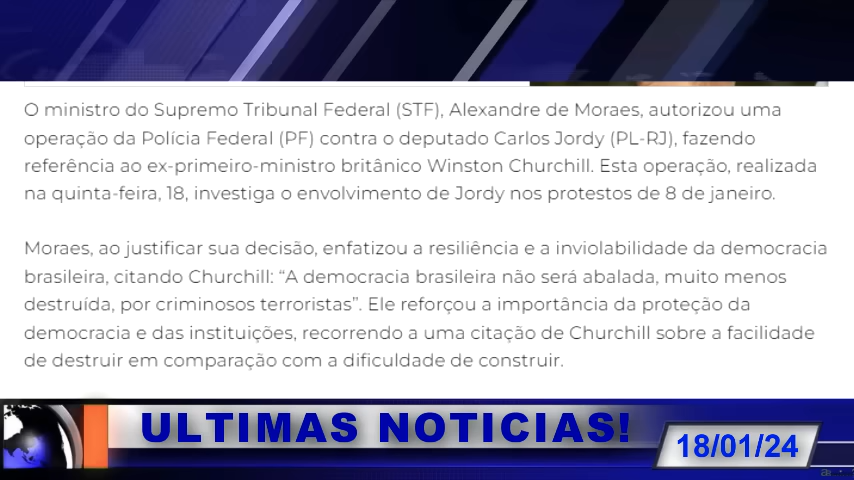 O ministro do Supremo Tribunal Federal (STF), Alexandre de Moraes, autorizou uma
operação da Polícia Federal (PF) contra o deputado Carlos Jordy (PL-RJ), fazendo
referência ao ex-primeiro-ministro britânico Winston Churchill. Esta operação, realizada
na quinta-feira, 18, investiga o envolvimento de Jordy nos protestos de 8 de janeiro.
Moraes, ao justificar sua decisão, enfatizou a resiliência e a inviolabilidade da democracia
brasileira, citando Churchill: “A democracia brasileira não será abalada, muito menos
destruída, por criminosos terroristas”. Ele reforçou a importância da proteção da
democracia e das instituições, recorrendo a uma citação de Churchill sobre a facilidade
de destruir em comparação com a dificuldade de construir.
ULTIMAS NOTICIAS!
18/01/24